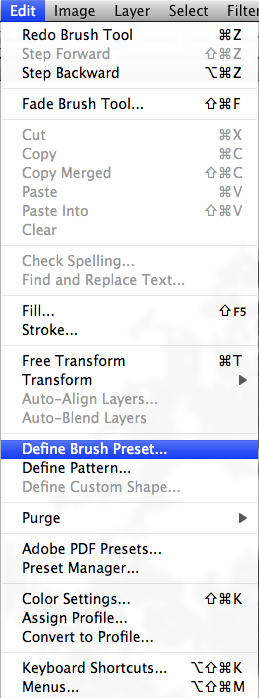 Edit Image Layer Select Filter
Redo Brush Tool ⌘Z
Step Forward ⇧⌘Z
Step Backward ⌥⌘Z
Fade Brush Tool... ⇧⌘F
Cut ⌘X
Copy ⌘C
Copy Merged ⇧⌘C
Paste ⌘V
Paste Into ⇧⌘V
Clear
Check Spelling...
Find and Replace Text...
Fill... ⇧F5
Stroke...
Free Transform ⌘T
Transform ▶
Auto-Align Layers...
Auto-Blend Layers
Define Brush Preset...
Define Pattern...
Define Custom Shape...
Purge ▶
Adobe PDF Presets...
Preset Manager...
Color Settings... ⇧⌘K
Assign Profile...
Convert to Profile...
Keyboard Shortcuts... ⌥⇧⌘K
Menus... ⌥⇧⌘M